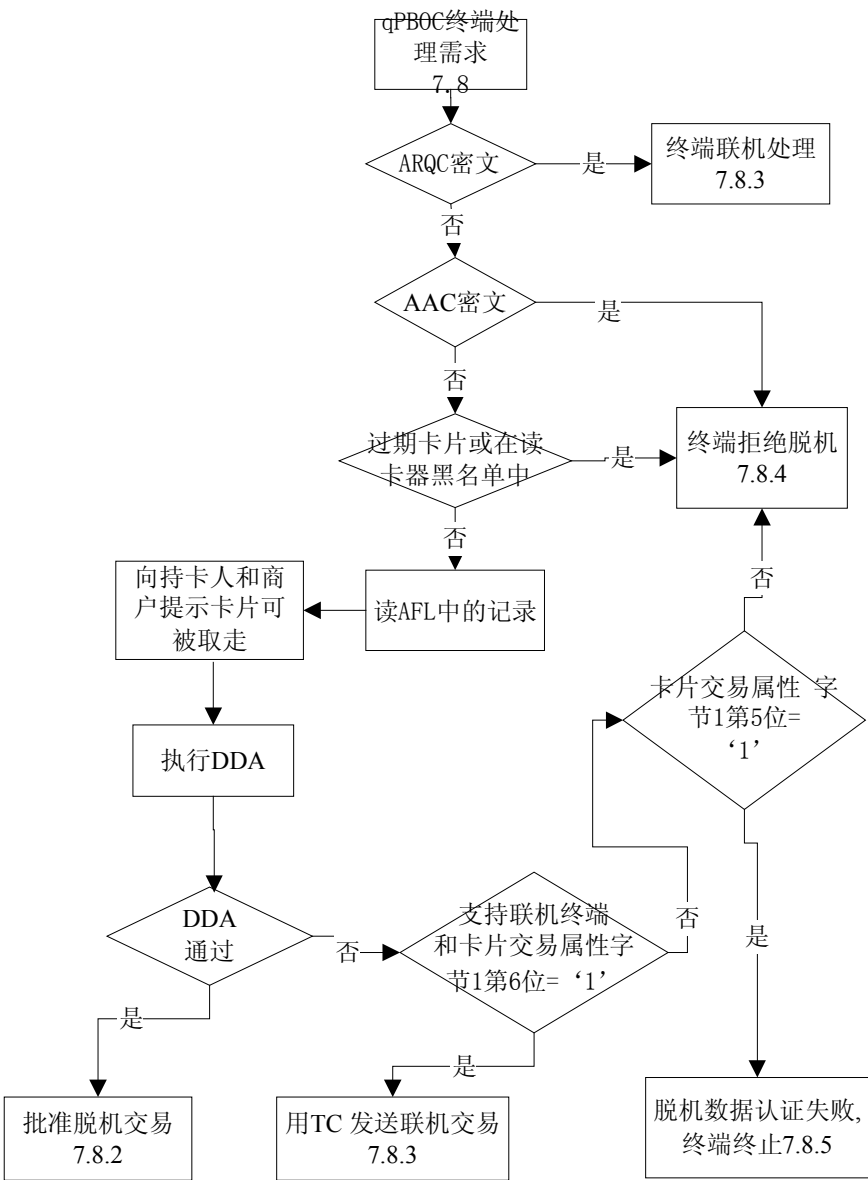 qPBOC终端处
理需求
7.8
ARQC密文
是
终端联机处理
7.8.3
否
AAC密文
是
否
过期卡片或在读
卡器黑名单中
是
终端拒绝脱机
7.8.4
否
否
向持卡人和商
户提示卡片可
被取走
读AFL中的记录
卡片交易属性 字
节1第5位=
‘1’
执行DDA
DDA
通过
否
支持联机终端
和卡片交易属性字
节1第6位= ‘1’
否
是
是
是
批准脱机交易
7.8.2
用TC 发送联机交易
7.8.3
脱机数据认证失败,
终端终止7.8.5